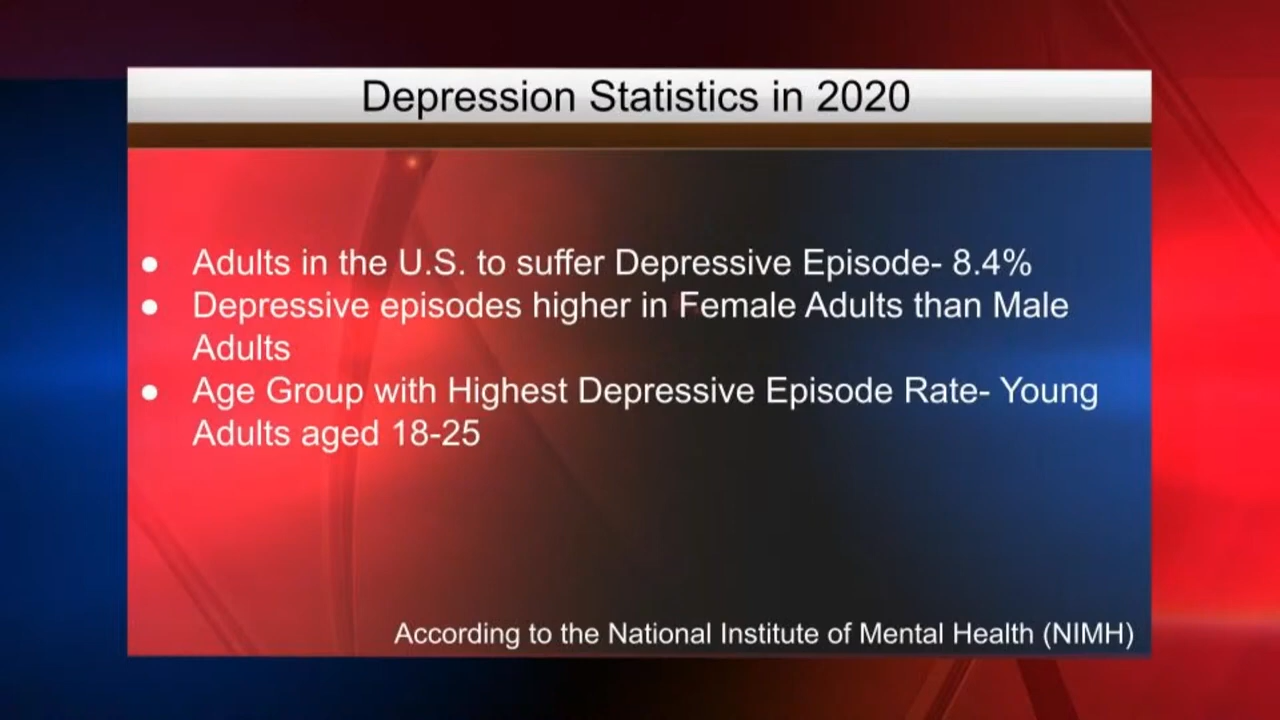 Depression Statistics in 2020
● Adults in the U.S. to suffer Depressive Episode- 8.4%
● Depressive episodes higher in Female Adults than Male
Adults
● Age Group with Highest Depressive Episode Rate- Young
Adults aged 18-25
According to the National Institute of Mental Health (NIMH)